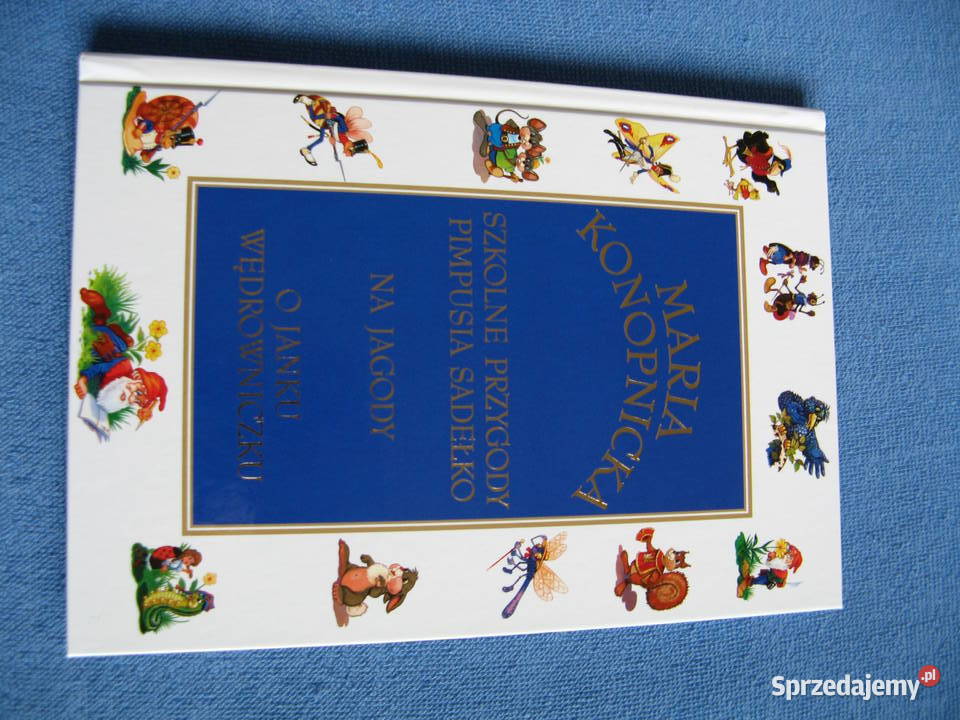 MARIA
KONOPNICKA
SZKOLNE PRZYGODY
PIMPUSIA SADEŁKO
NA JAGODY
O JANKU
WĘDROWNICZKU
Sprzedajemy.pl